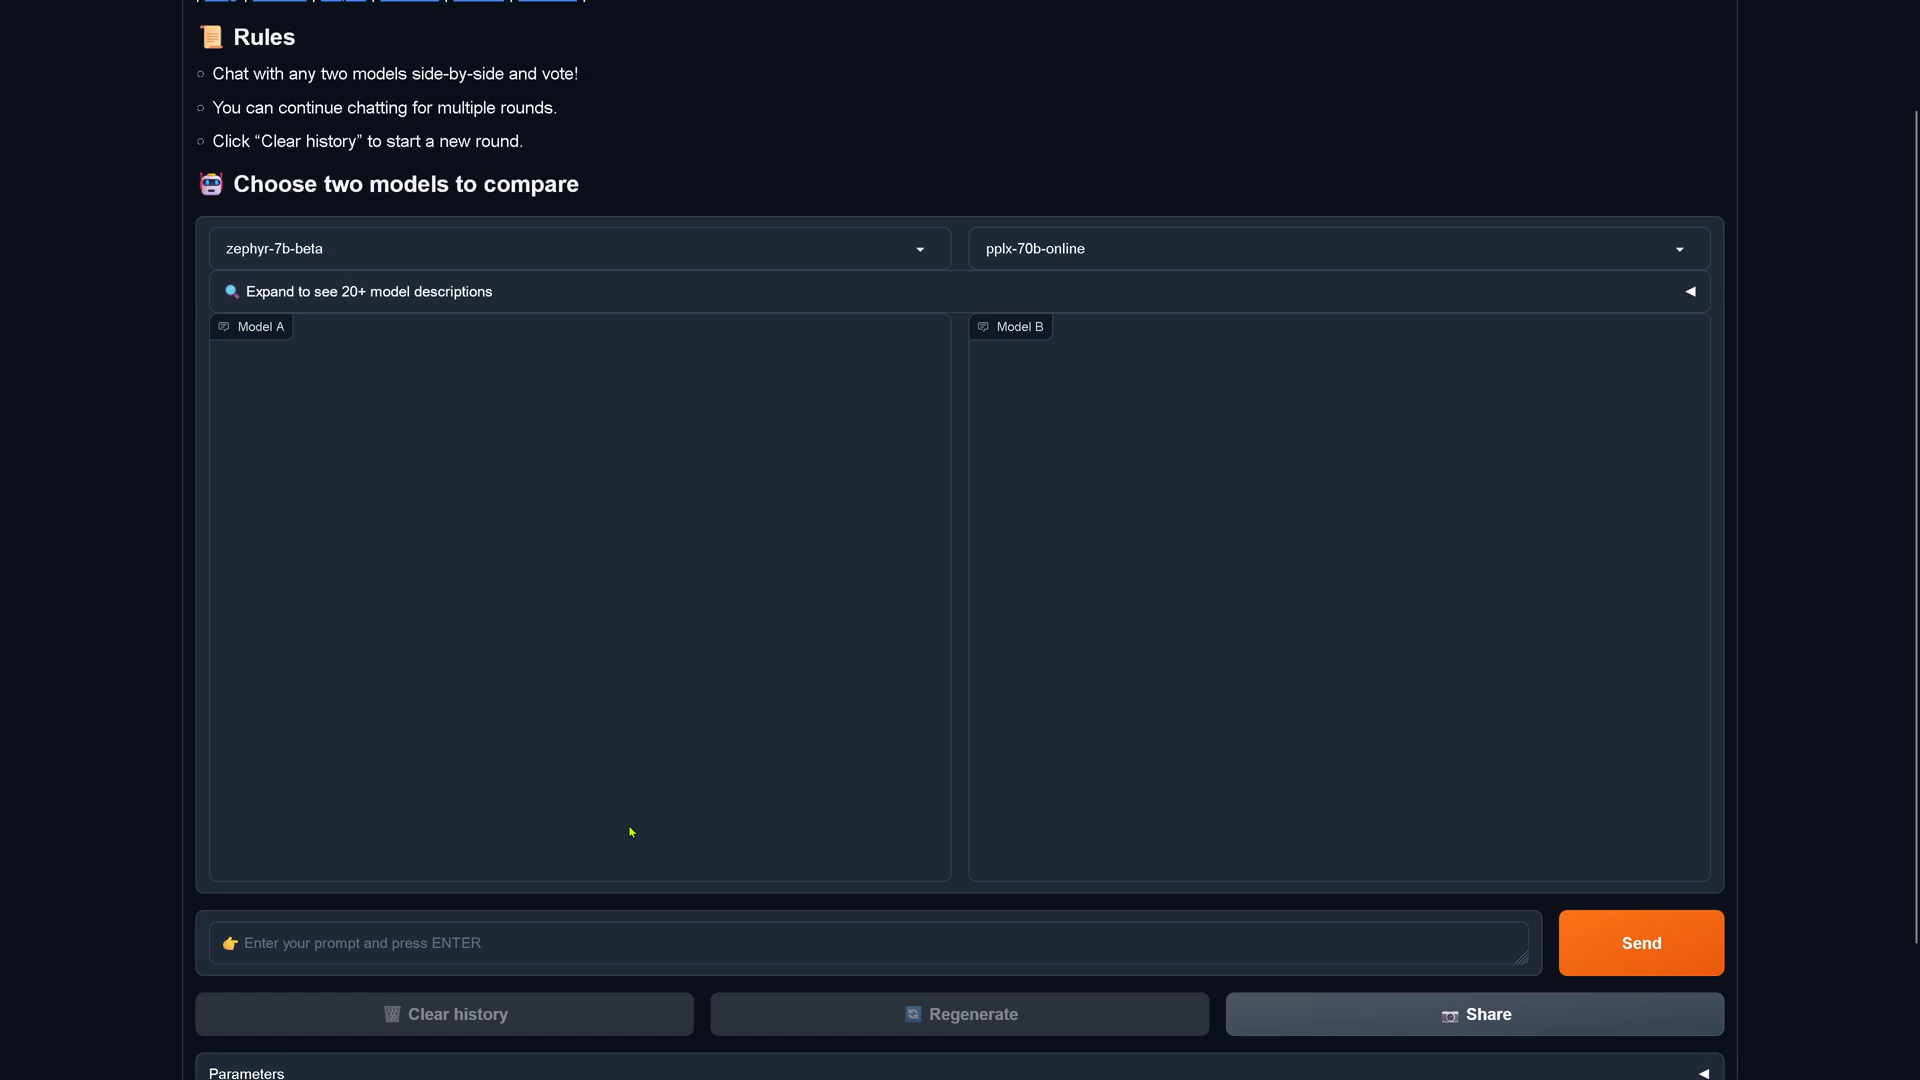 Rules
Chat with any two models side-by-side and vote!
You can continue chatting for multiple rounds.
Click “Clear history” to start a new round.
Choose two models to compare
zephyr-7b-beta
pplx-70b-online
Expand to see 20+ model descriptions
Model A
Model B
Enter your prompt and press ENTER
Send
Clear history
Regenerate
Share
Parameters